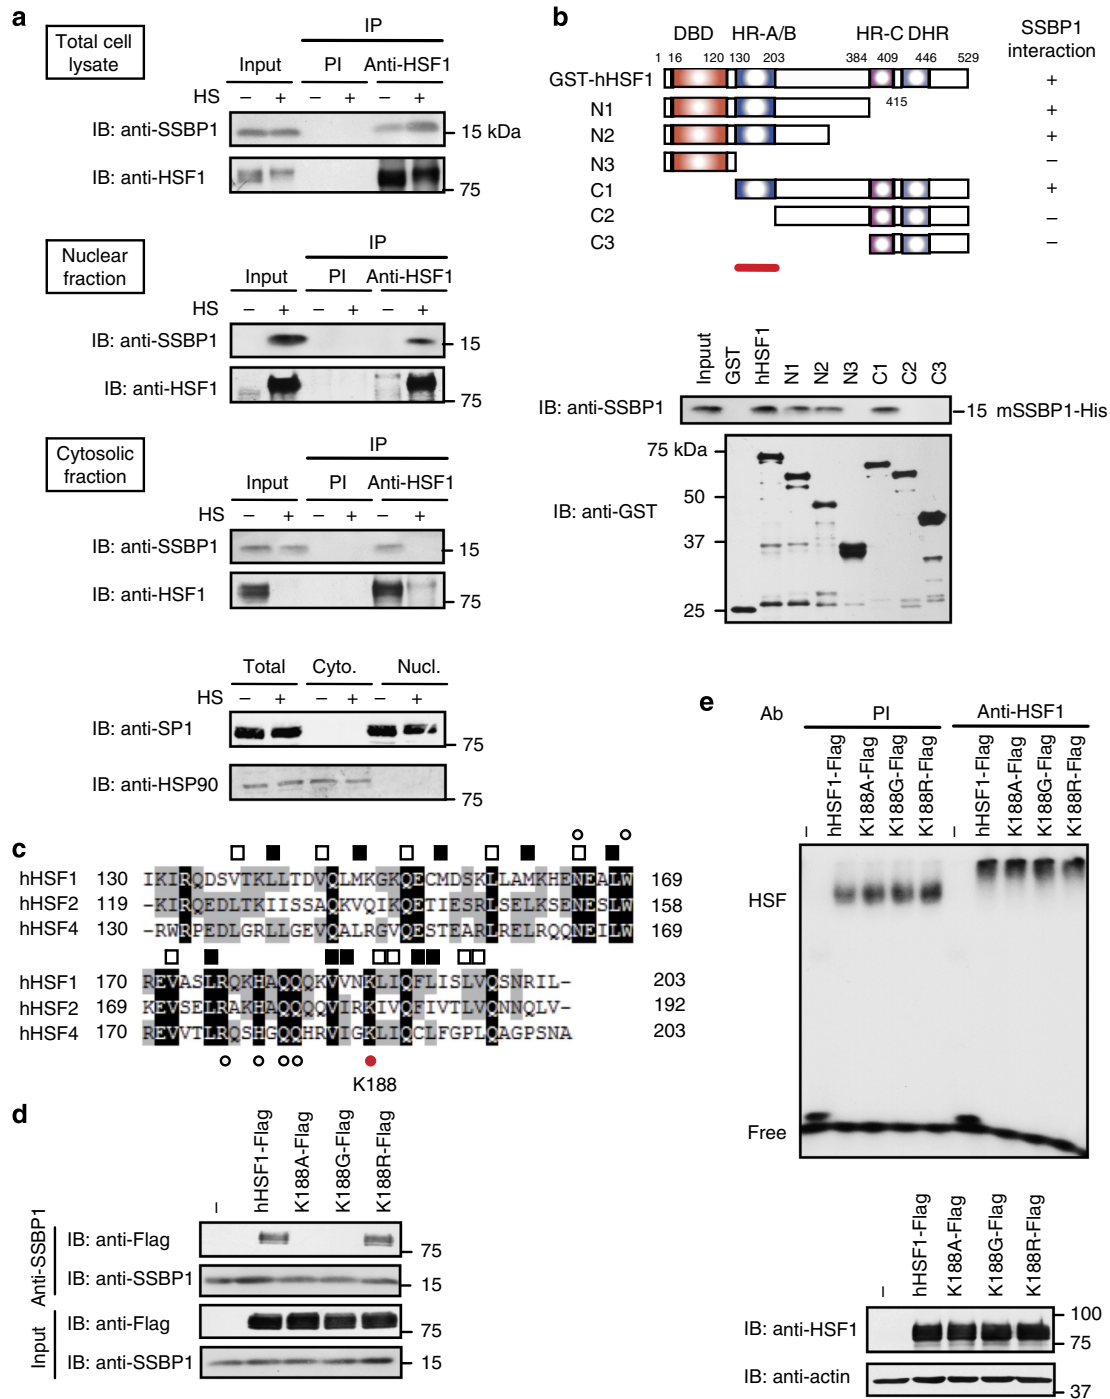 a
Total cell lysate
IP
Input PI Anti-HSF1
HS – + – + – +
IB: anti-SSBP1 15 kDa
IB: anti-HSF1 75
Nuclear fraction
IP
Input PI Anti-HSF1
HS – + – + – +
IB: anti-SSBP1 15
IB: anti-HSF1 75
Cytosolic fraction
IP
Input PI Anti-HSF1
HS – + – + – +
IB: anti-SSBP1 15
IB: anti-HSF1 75
Total Cyto. Nucl.
HS – + – + – +
IB: anti-SP1 75
IB: anti-HSP90 75
b
DBD HR-A/B HR-C DHR SSBP1 interaction
1 16 120 130 203 384 409 446 529
GST-hHSF1 +
415
N1 +
N2 +
N3 –
C1 +
C2 –
C3 –
Input GST hHSF1 N1 N2 N3 C1 C2 C3
IB: anti-SSBP1 15 mSSBP1-His
75 kDa
50
IB: anti-GST
37
25
c
hHSF1 130 IKIRQDSVTKLLTDVQLMKGKQECMDSKLLAMKHENEALW 169
hHSF2 119 -KIRQEDLTKIISSAQKVQIKQETIESRLSELKSENESLW 158
hHSF4 130 -RWRPEDLGRLLGEVQALRGVQESTEARLRELRQQNEILW 169
hHSF1 170 REVASLRQKHAQQQKVVNKLIQFLISLVQSNRIL- 203
hHSF2 169 KEVSELRAKHAQQQQVIRKIVQFIVTLVQNNQLV- 192
hHSF4 170 REVVTLRQSHGQQHRVIGKLIQCLFGPLQAGPSNA 203
K188
d
– hHSF1-Flag K188A-Flag K188G-Flag K188R-Flag
Anti-SSBP1
IB: anti-Flag 75
IB: anti-SSBP1 15
Input
IB: anti-Flag 75
IB: anti-SSBP1 15
e
Ab PI Anti-HSF1
– hHSF1-Flag K188A-Flag K188G-Flag K188R-Flag – hHSF1-Flag K188A-Flag K188G-Flag K188R-Flag
HSF
Free
– hHSF1-Flag K188A-Flag K188G-Flag K188R-Flag
100
IB: anti-HSF1 75
IB: anti-actin 37